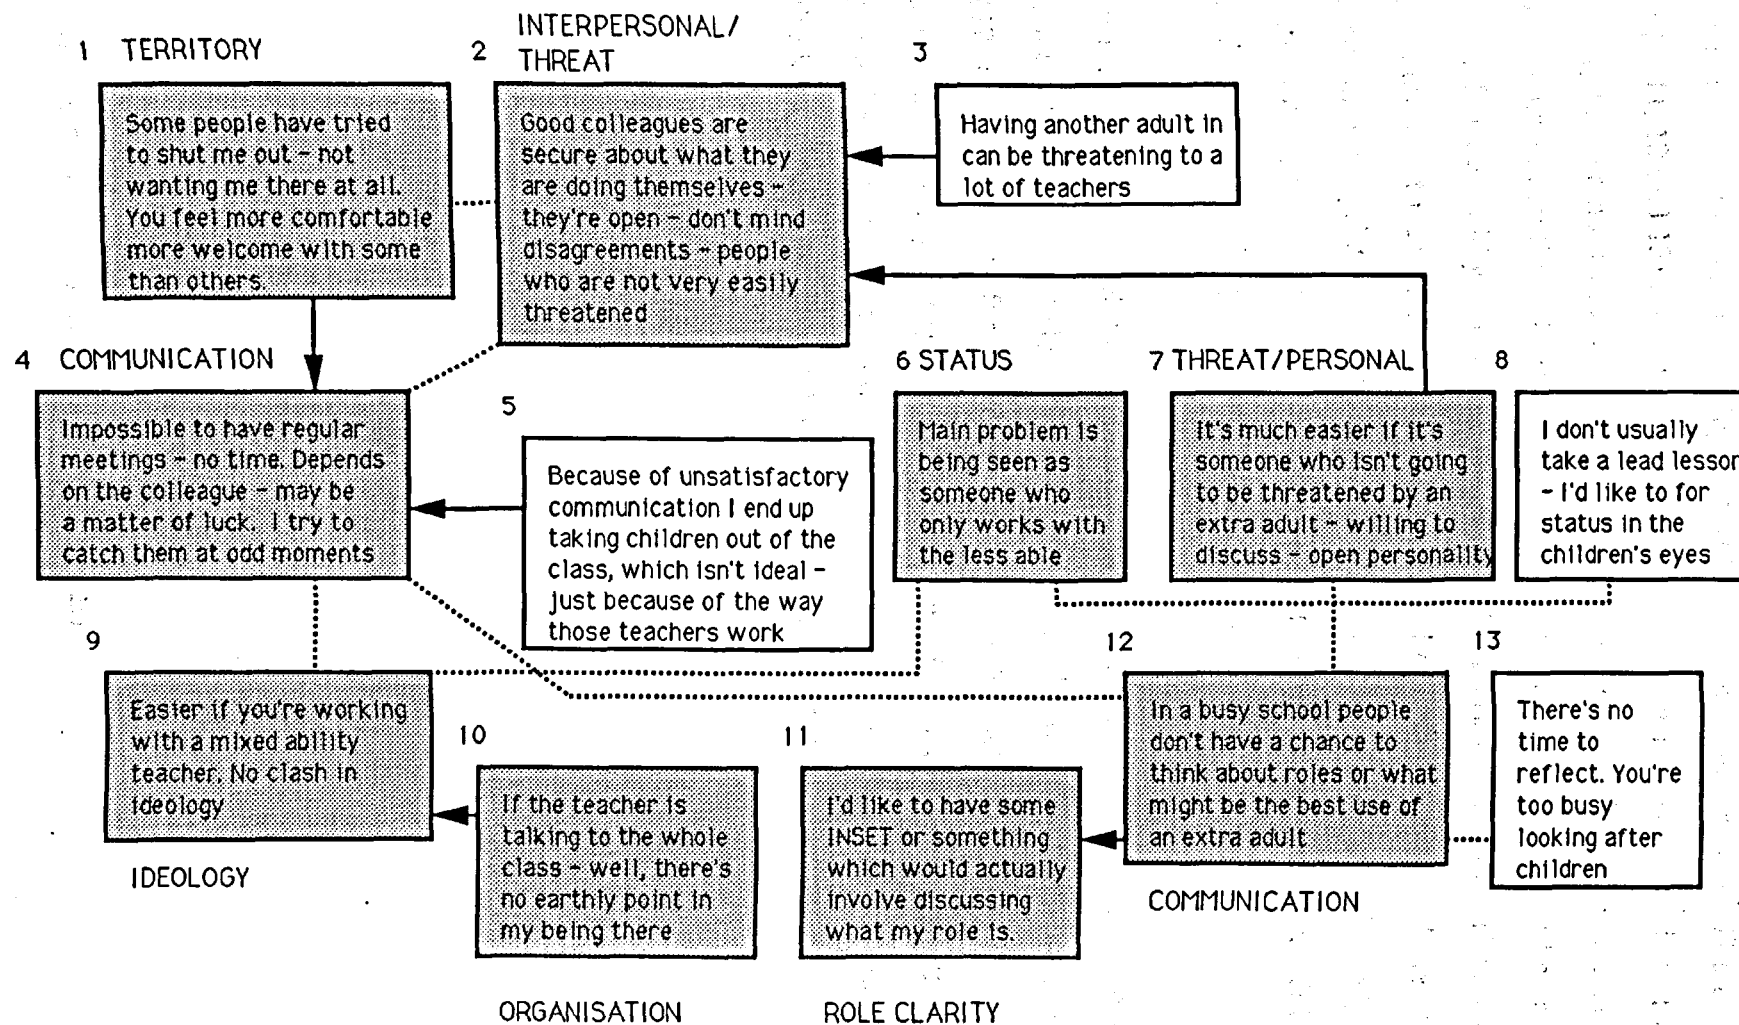 1 TERRITORY
Some people have tried
to shut me out – not
wanting me there at all.
You feel more comfortable
more welcome with some
than others.
2 INTERPERSONAL/
THREAT
Good colleagues are
secure about what they
are doing themselves –
they're open – don't mind
disagreements – people
who are not very easily
threatened
3
Having another adult in
can be threatening to a
lot of teachers
4 COMMUNICATION
Impossible to have regular
meetings – no time. Depends
on the colleague – may be
a matter of luck. I try to
catch them at odd moments
5
Because of unsatisfactory
communication I end up
taking children out of the
class, which isn't ideal –
just because of the way
those teachers work
6 STATUS
Main problem is
being seen as
someone who
only works with
the less able
7 THREAT/PERSONAL
It's much easier if it's
someone who isn't going
to be threatened by an
extra adult – willing to
discuss – open personality
8
I don't usually
take a lead lesson
– I'd like to for
status in the
children's eyes
9
Easier if you're working
with a mixed ability
teacher. No clash in
ideology
IDEOLOGY
10
If the teacher is
talking to the whole
class – well, there's
no earthly point in
my being there
ORGANISATION
11
I'd like to have some
INSET or something
which would actually
involve discussing
what my role is.
ROLE CLARITY
12
In a busy school people
don't have a chance to
think about roles or what
might be the best use of
an extra adult
COMMUNICATION
13
There's no
time to
reflect. You're
too busy
looking after
children